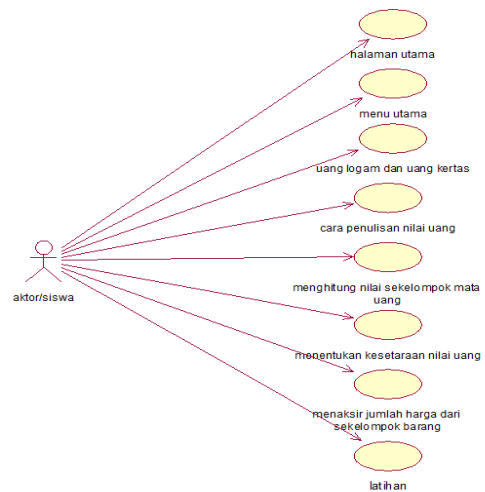 halaman utama
menu utama
uang logam dan uang kertas
cara penulisan nilai uang
aktor/siswa
menghitung nilai sekelompok mata
uang
menentukan kesetaraan nilai uang
menaksir jumlah harga dari
sekelompok barang
latihan